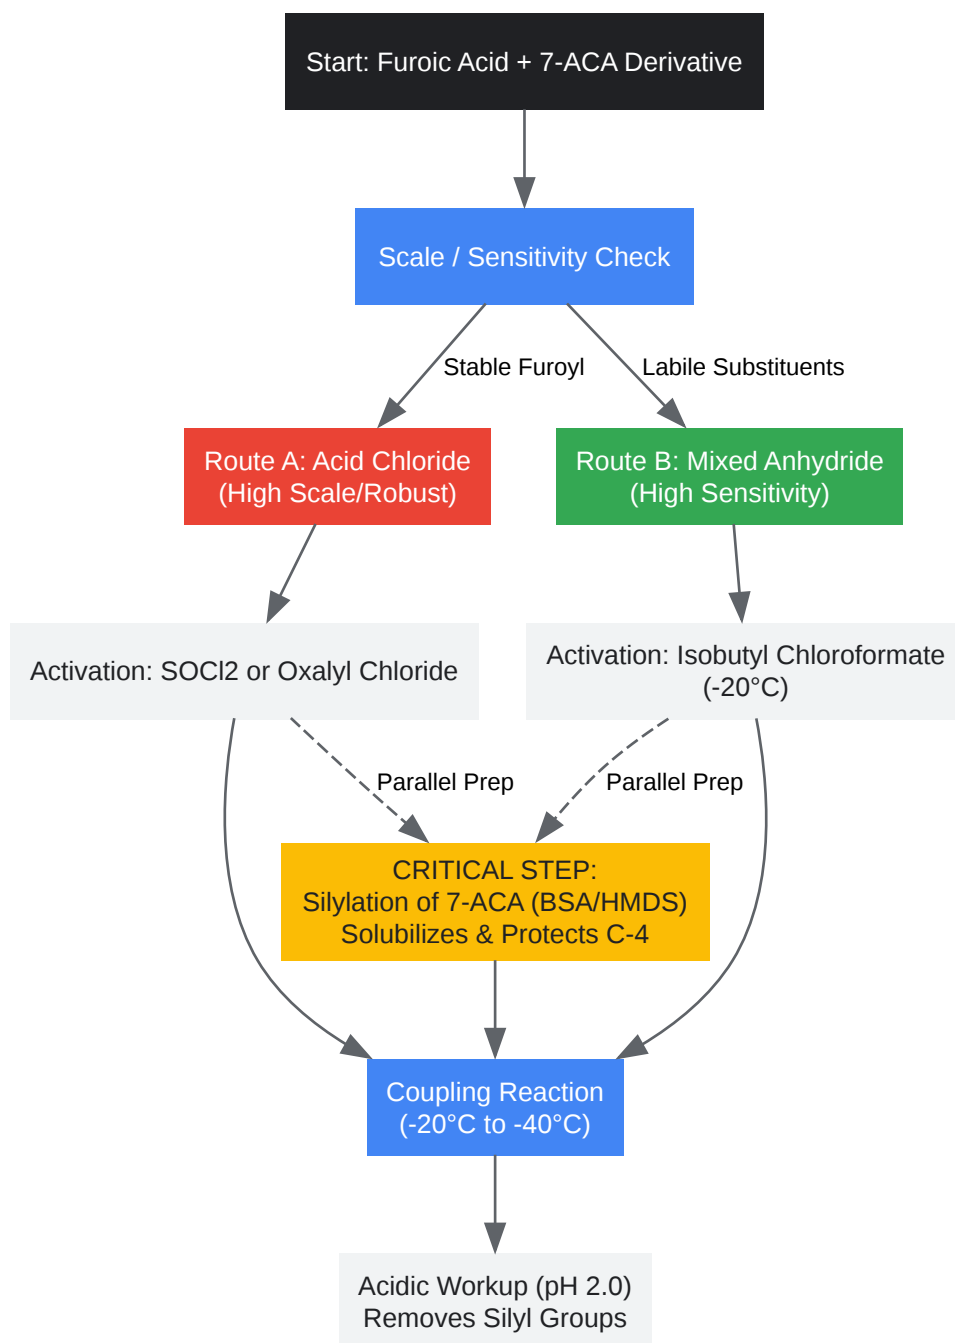 Start: Furoic Acid + 7-ACA Derivative
Scale / Sensitivity Check
Stable Furoyl
Labile Substituents
Route A: Acid Chloride
(High Scale/Robust)
Route B: Mixed Anhydride
(High Sensitivity)
Activation: SOCl2 or Oxalyl Chloride
Activation: Isobutyl Chloroformate
(-20°C)
Parallel Prep
Parallel Prep
CRITICAL STEP:
Silylation of 7-ACA (BSA/HMDS)
Solubilizes & Protects C-4
Coupling Reaction
(-20°C to -40°C)
Acidic Workup (pH 2.0)
Removes Silyl Groups